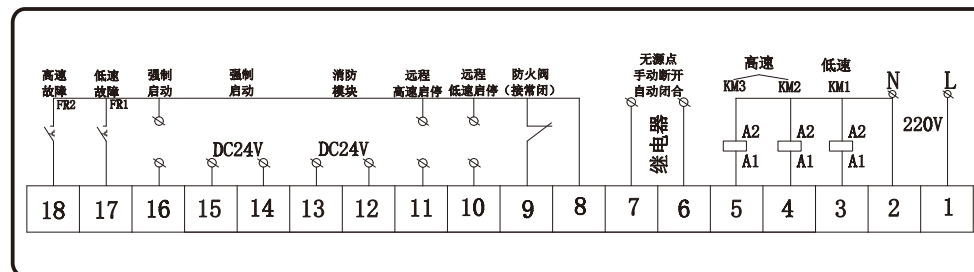 高速 低速 强制 强制 消防 远程 远程 防火阀 无源点 高速 低速
故障 故障 启动 启动 模块 高速启停 低速启停 （接常闭） 手动断开 KM3 KM2 KM1 N L
FR2 FR1 自动闭合
220V
DC24V DC24V 继电器 A2 A2 A2
A1 A1 A1
18 17 16 15 14 13 12 11 10 9 8 7 6 5 4 3 2 1